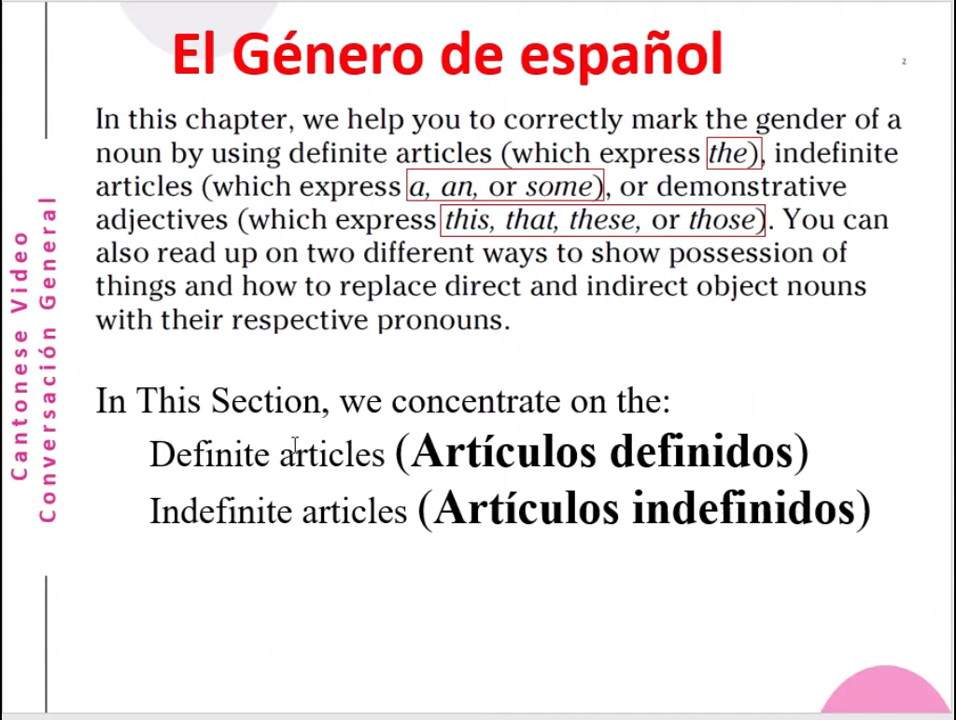 El Género de español
2
In this chapter, we help you to correctly mark the gender of a
noun by using definite articles (which express the), indefinite
articles (which express a, an, or some), or demonstrative
adjectives (which express this, that, these, or those). You can
also read up on two different ways to show possession of
things and how to replace direct and indirect object nouns
with their respective pronouns.
In This Section, we concentrate on the:
Definite articles (Artículos definidos)
Indefinite articles (Artículos indefinidos)
Cantonese Video
Conversación General